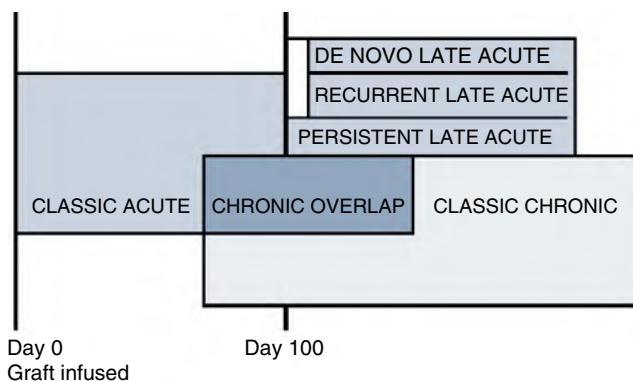 DE NOVO LATE ACUTE
RECURRENT LATE ACUTE
PERSISTENT LATE ACUTE
CLASSIC ACUTE
CHRONIC OVERLAP
CLASSIC CHRONIC
Day 0
Graft infused
Day 100